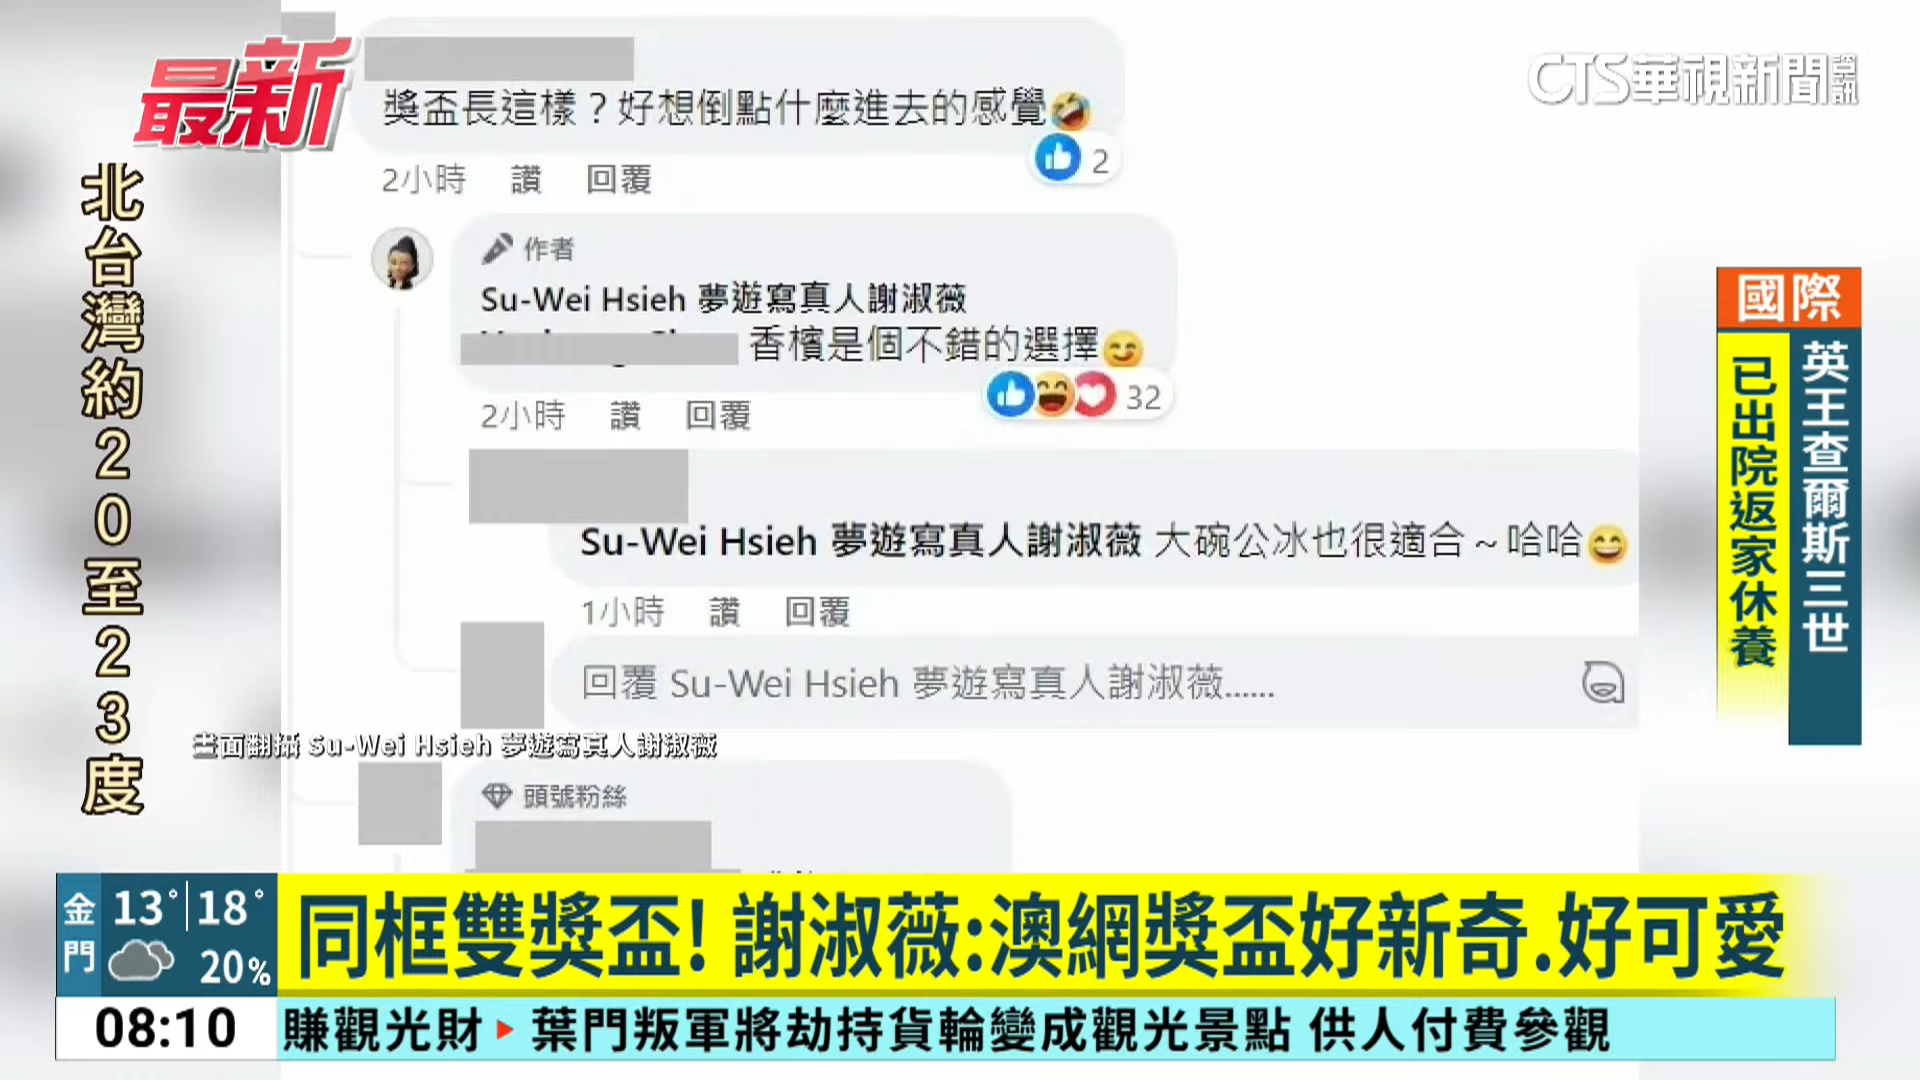 最新
CTS華視新聞資訊
北台灣約20至23度
獎盃長這樣？好想倒點什麼進去的感覺🤣
2
2小時 讚 回覆
作者
Su-Wei Hsieh 夢遊寫真人謝淑薇
香檳是個不錯的選擇😊
32
2小時 讚 回覆
Su-Wei Hsieh 夢遊寫真人謝淑薇 大碗公冰也很適合～哈哈😄
1小時 讚 回覆
回覆 Su-Wei Hsieh 夢遊寫真人謝淑薇......
畫面翻攝 Su-Wei Hsieh 夢遊寫真人謝淑薇
頭號粉絲
國際
英王查爾斯三世
已出院返家休養
金門 13° 18°
20%
同框雙獎盃! 謝淑薇:澳網獎盃好新奇.好可愛
08:10
賺觀光財▶葉門叛軍將劫持貨輪變成觀光景點 供人付費參觀